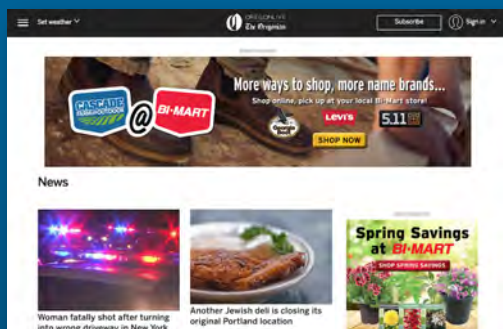 Set weather
OREGONLIVE
The Oregonian
Subscribe
Sign in
More ways to shop, more name brands...
Shop online, pick up at your local Bi-Mart store!
CASCADE
@
BI-MART
LEVI'S
5.11
SHOP NOW
News
Spring Savings
at BI-MART
SHOP SPRING SAVINGS
Woman fatally shot after turning
into wrong driveway in New York
Another Jewish deli is closing its
original Portland location